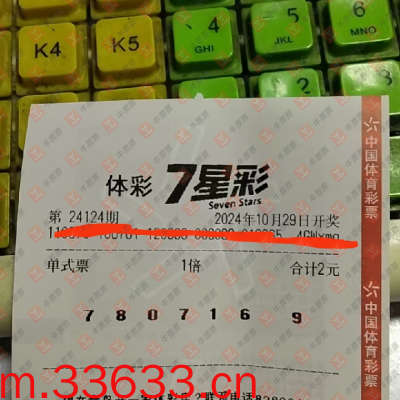 K4
K5
4
GHI
5
JKL
6
MNO
8
3
体彩 7星彩
Seven Stars
第 24124期 2024年10月29日开奖
单式票 1倍 合计2元
7 8 0 7 1 6 9
中国体育彩票
中国体育彩票
m.33633.cn